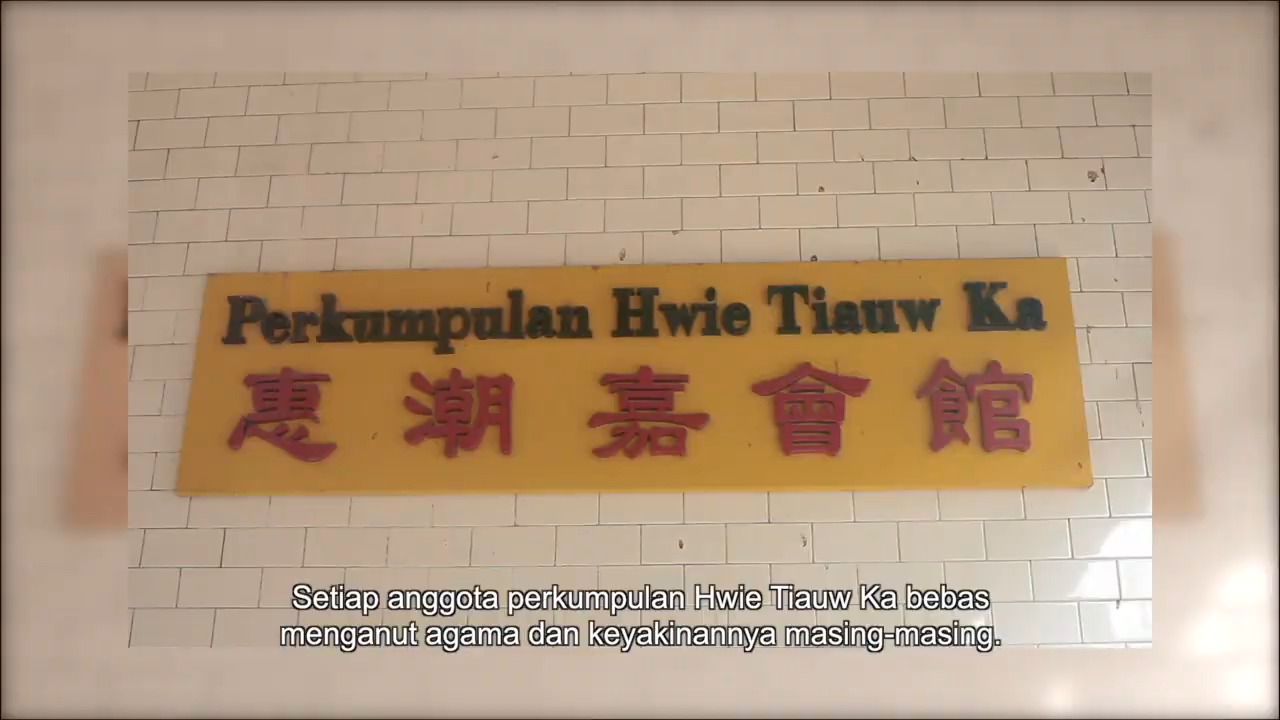 Perkumpulan Hwie Tiauw Ka
惠潮嘉會館
Setiap anggota perkumpulan Hwie Tiauw Ka bebas
menganut agama dan keyakinannya masing-masing.